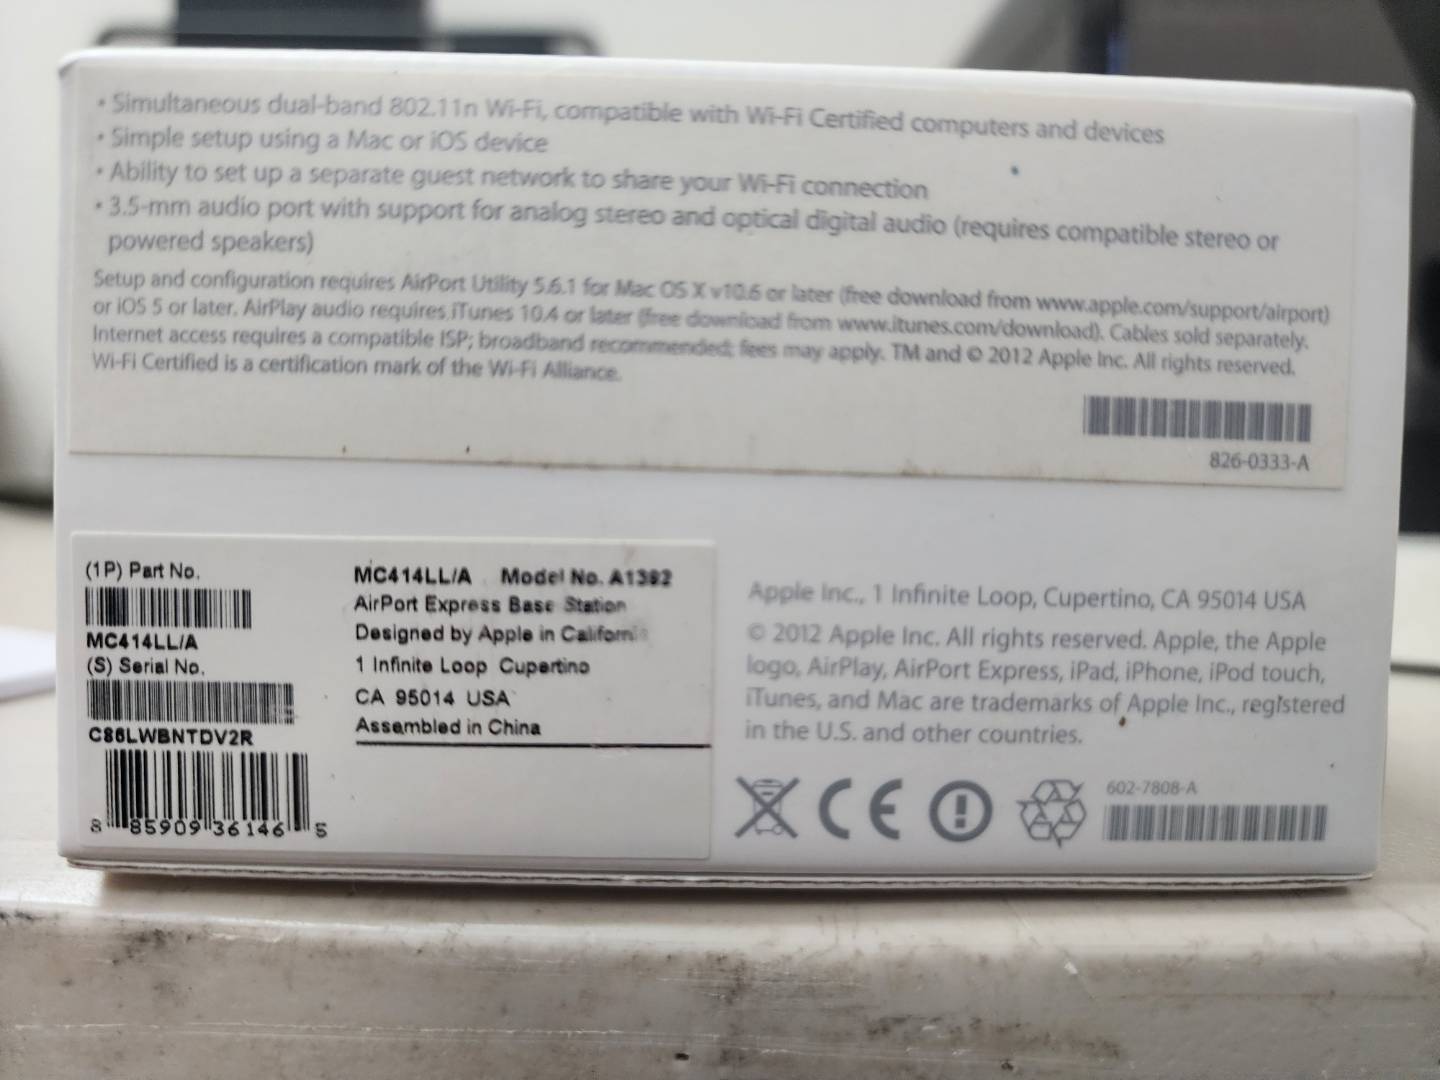 • Simultaneous dual-band 802.11n Wi-Fi, compatible with Wi-Fi Certified computers and devices
• Simple setup using a Mac or iOS device
• Ability to set up a separate guest network to share your Wi-Fi connection
• 3.5-mm audio port with support for analog stereo and optical digital audio (requires compatible stereo or
powered speakers)
Setup and configuration requires AirPort Utility 5.6.1 for Mac OS X v10.6 or later (free download from www.apple.com/support/airport)
or iOS 5 or later. AirPlay audio requires iTunes 10.4 or later (free download from www.itunes.com/download). Cables sold separately.
Internet access requires a compatible ISP; broadband recommended; fees may apply. TM and © 2012 Apple Inc. All rights reserved.
Wi-Fi Certified is a certification mark of the Wi-Fi Alliance.
826-0333-A
(1P) Part No.
MC414LL/A
(S) Serial No.
C86LWBNTDV2R
8 85909 36146 5
MC414LL/A Model No. A1392
AirPort Express Base Station
Designed by Apple in California
1 Infinite Loop Cupertino
CA 95014 USA
Assembled in China
Apple Inc., 1 Infinite Loop, Cupertino, CA 95014 USA
© 2012 Apple Inc. All rights reserved. Apple, the Apple
logo, AirPlay, AirPort Express, iPad, iPhone, iPod touch,
iTunes, and Mac are trademarks of Apple Inc., registered
in the U.S. and other countries.
CE
602-7808-A